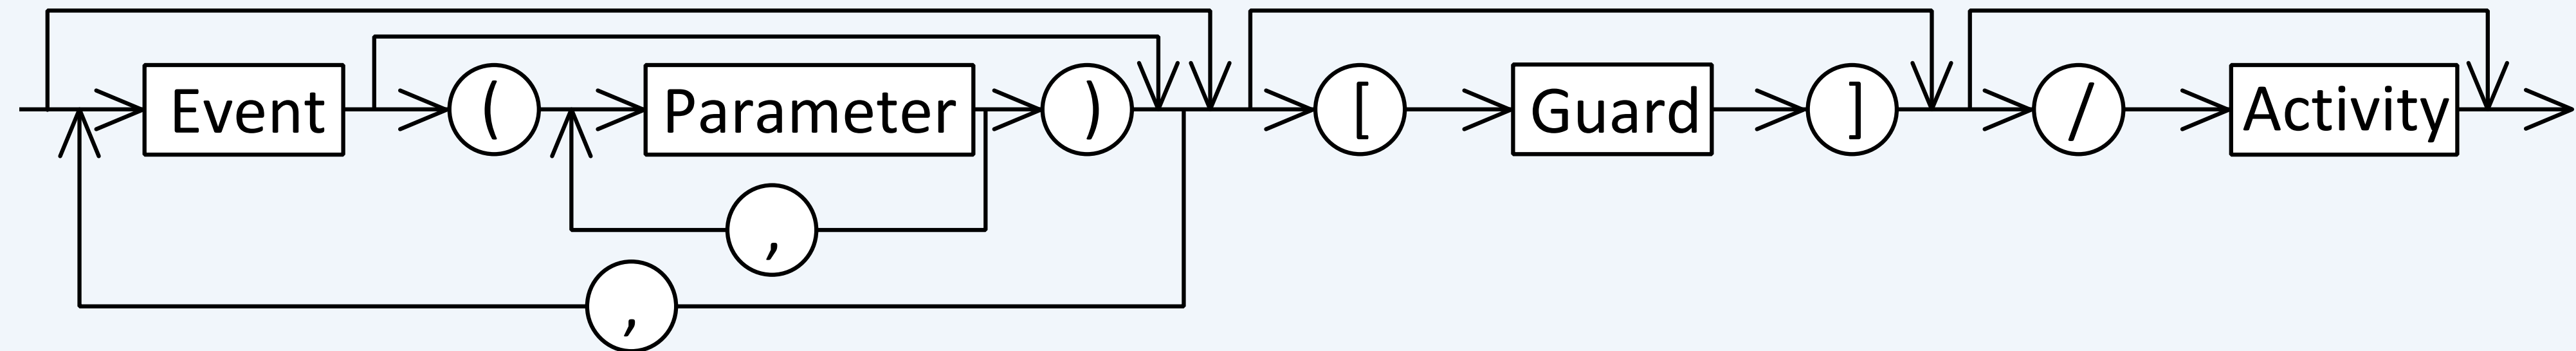 Event ( Parameter ) [ Guard ] / Activity
,
,